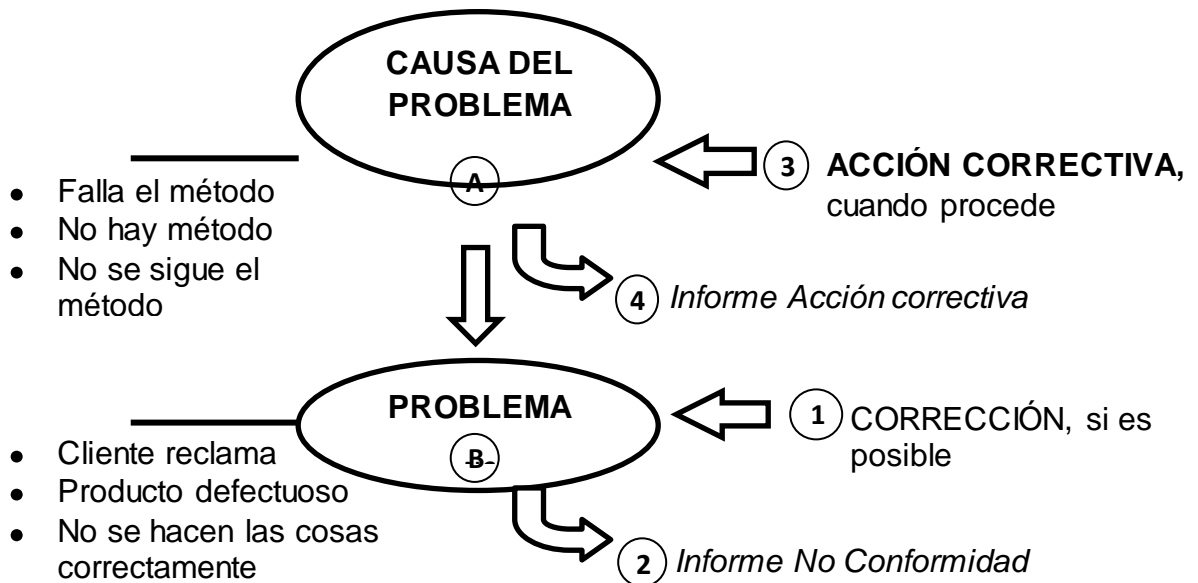 CAUSA DEL
PROBLEMA
A
3 ACCIÓN CORRECTIVA,
cuando procede
• Falla el método
• No hay método
• No se sigue el
método
4 Informe Acción correctiva
PROBLEMA
B
1 CORRECCIÓN, si es
posible
• Cliente reclama
• Producto defectuoso
• No se hacen las cosas
correctamente
2 Informe No Conformidad